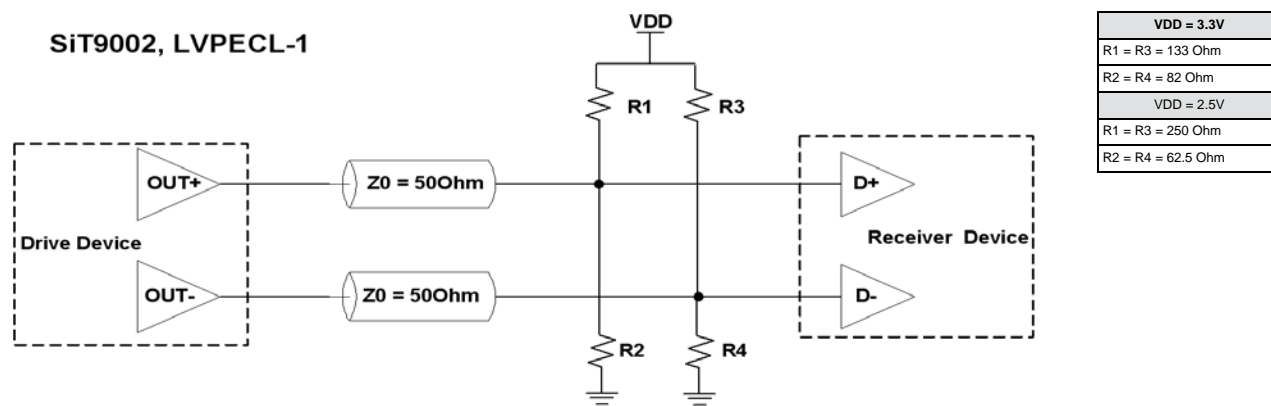 SiT9002, LVPECL-1
VDD
R1
R3
OUT+
Z0 = 50Ohm
D+
Drive Device
Receiver Device
OUT-
Z0 = 50Ohm
D-
R2
R4
VDD = 3.3V
R1 = R3 = 133 Ohm
R2 = R4 = 82 Ohm
VDD = 2.5V
R1 = R3 = 250 Ohm
R2 = R4 = 62.5 Ohm